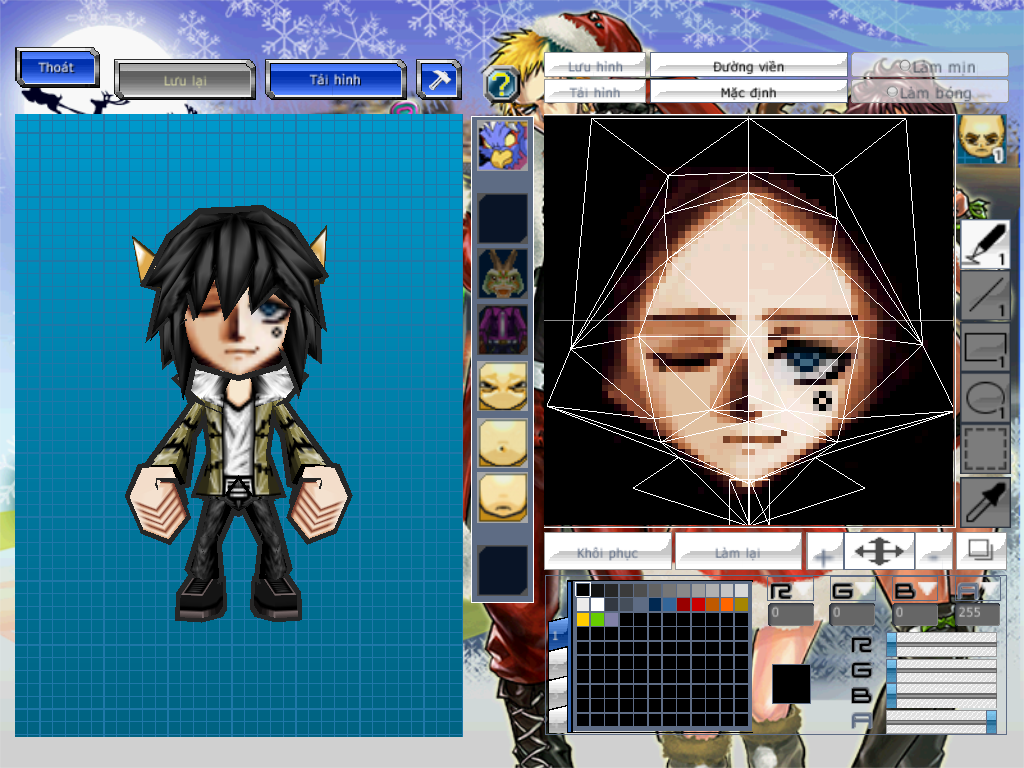 Thoát
Lưu lại
Tải hình
?
Lưu hình
Đường viền
Làm mịn
Tải hình
Mặc định
Làm bóng
1
1
1
1
1
Khôi phục
Làm lại
+
-
1
R
G
B
A
0
0
0
255
R
G
B
A